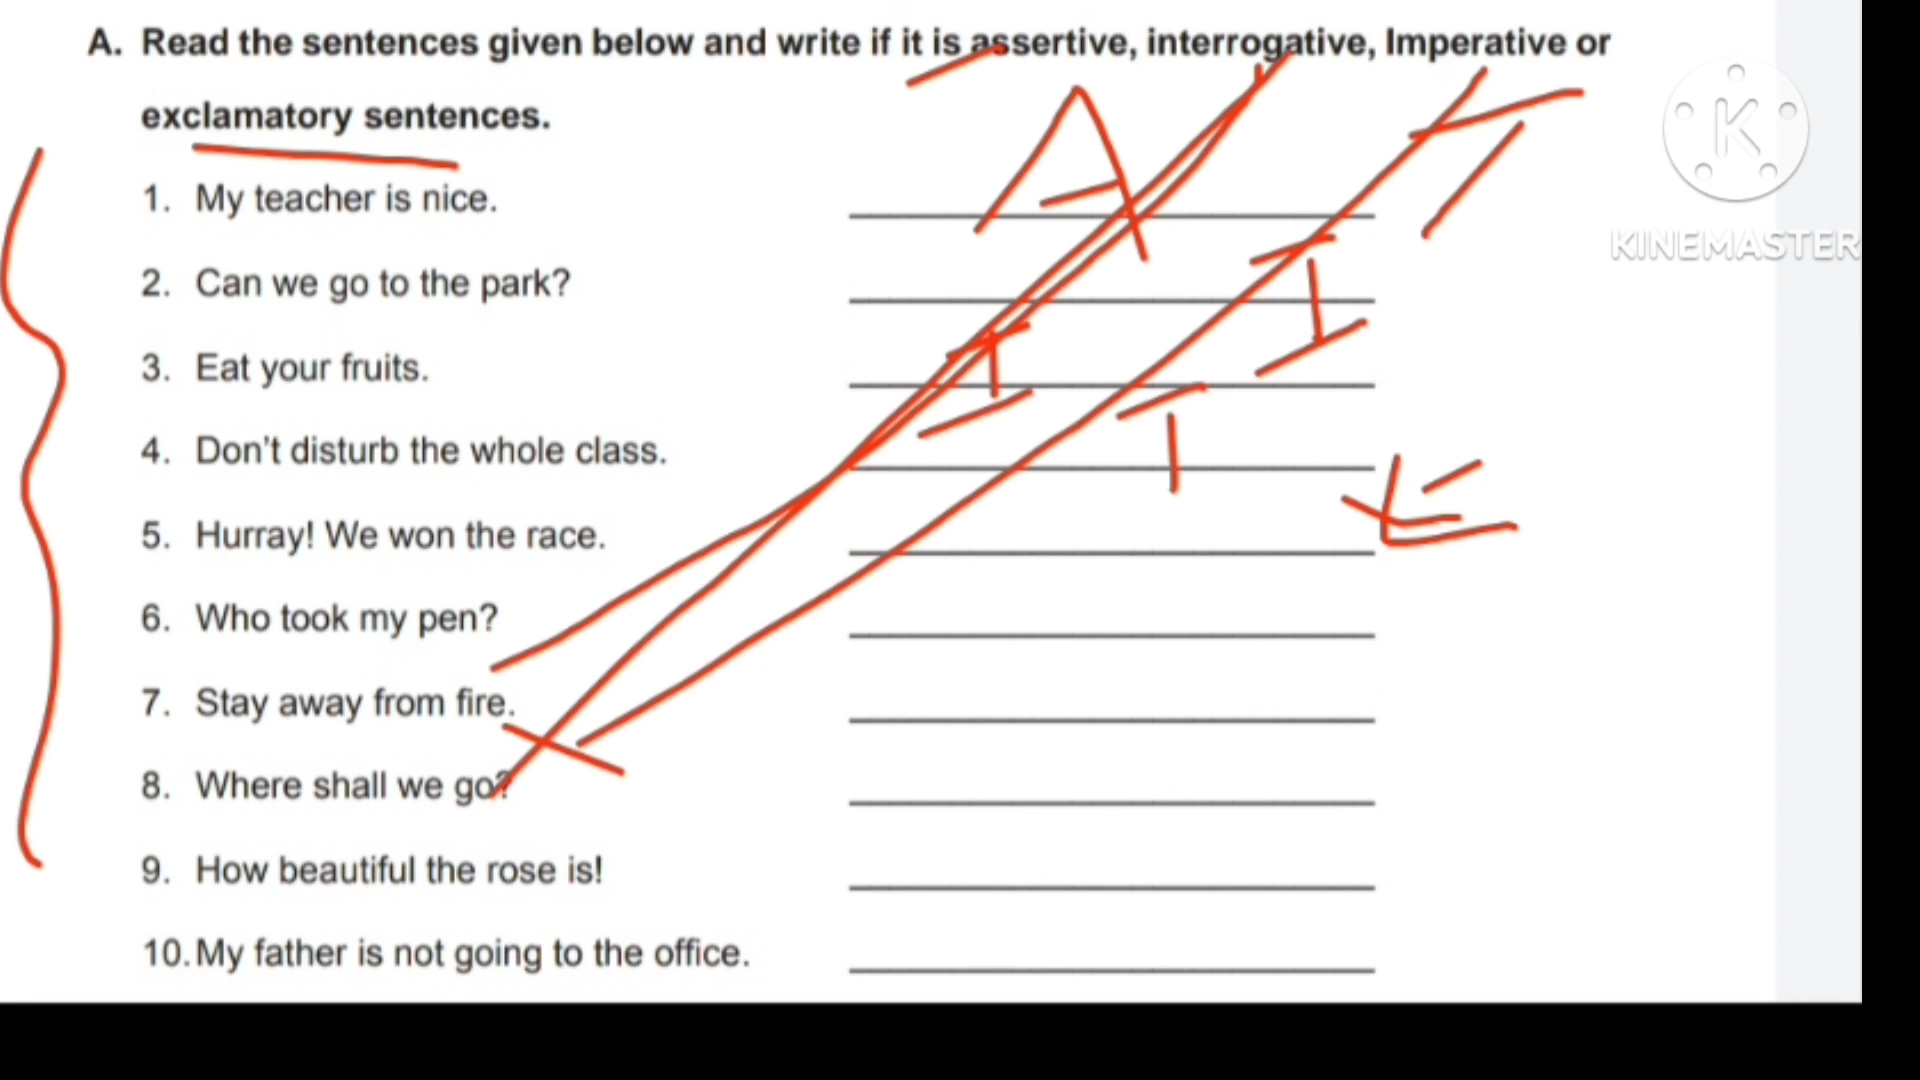 A. Read the sentences given below and write if it is assertive, interrogative, Imperative or
exclamatory sentences.
1. My teacher is nice.
2. Can we go to the park?
3. Eat your fruits.
4. Don't disturb the whole class.
5. Hurray! We won the race.
6. Who took my pen?
7. Stay away from fire.
8. Where shall we go?
9. How beautiful the rose is!
10. My father is not going to the office.
A
I
I
K
KINEMASTER